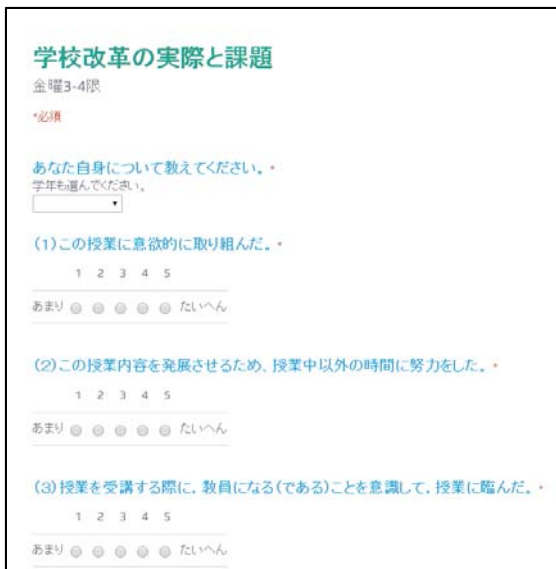 学校改革の実際と課題
金曜3-4限
*必須
あなた自身について教えてください。 *
学年も選んでください。
(1)この授業に意欲的に取り組んだ。 *
1 2 3 4 5
あまり たいへん
(2)この授業内容を発展させるため、授業中以外の時間に努力をした。 *
1 2 3 4 5
あまり たいへん
(3)授業を受講する際に、教員になる(である)ことを意識して、授業に臨んだ。 *
1 2 3 4 5
あまり たいへん